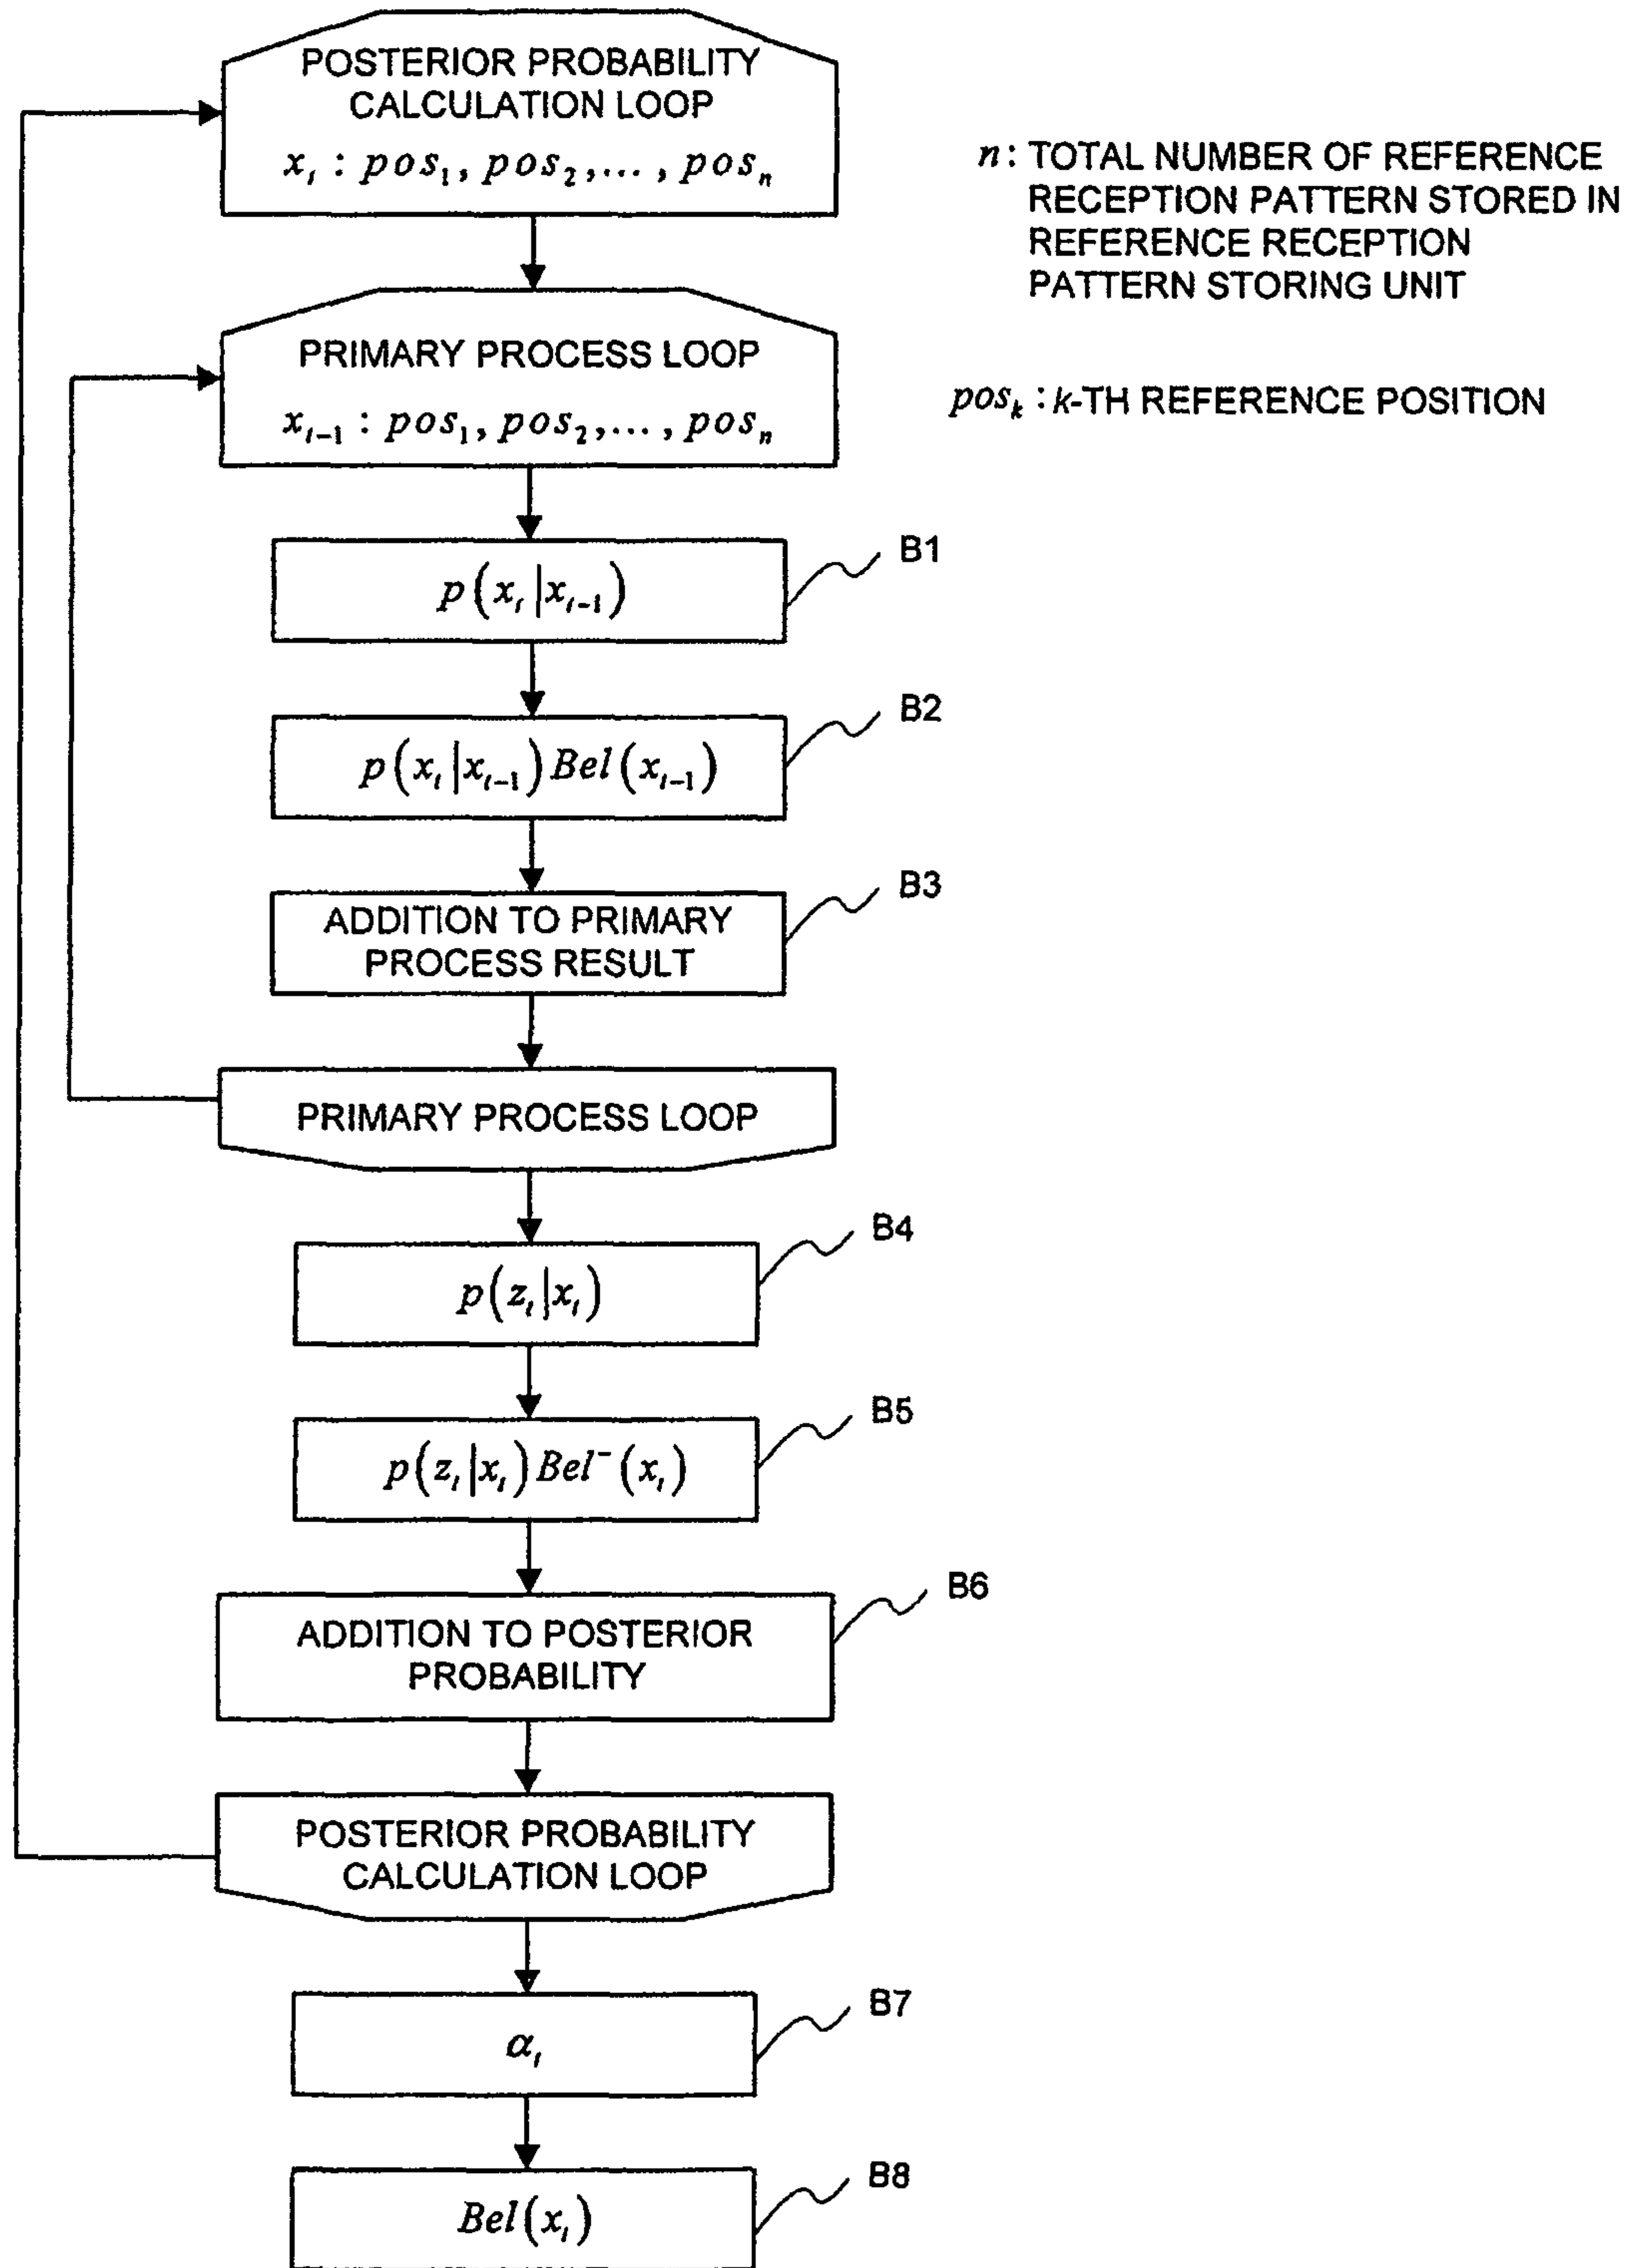 POSTERIOR PROBABILITY
CALCULATION LOOP
x_t : pos_1, pos_2, ..., pos_n
n: TOTAL NUMBER OF REFERENCE
RECEPTION PATTERN STORED IN
REFERENCE RECEPTION
PATTERN STORING UNIT
PRIMARY PROCESS LOOP
x_{t-1} : pos_1, pos_2, ..., pos_n
pos_k : k-TH REFERENCE POSITION
B1
p(x_t|x_{t-1})
B2
p(x_t|x_{t-1})Bel(x_{t-1})
B3
ADDITION TO PRIMARY
PROCESS RESULT
PRIMARY PROCESS LOOP
B4
p(z_t|x_t)
B5
p(z_t|x_t)Bel⁻(x_t)
B6
ADDITION TO POSTERIOR
PROBABILITY
POSTERIOR PROBABILITY
CALCULATION LOOP
B7
α_t
B8
Bel(x_t)